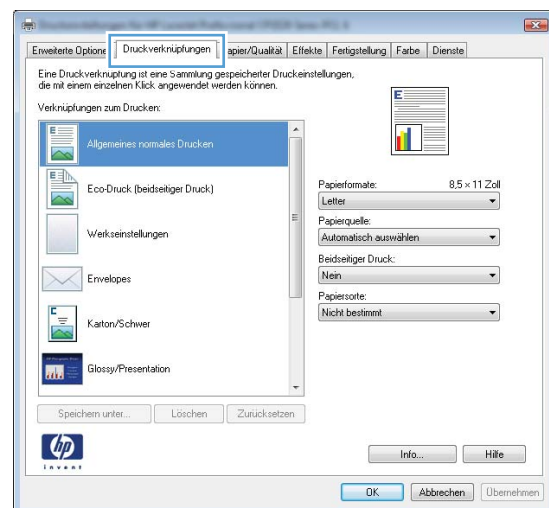 Erweiterte Optione Druckverknüpfungen apier/Qualität Effekte Fertigstellung Farbe Dienste
Eine Druckverknüpfung ist eine Sammlung gespeicherter Druckeinstellungen,
die mit einem einzelnen Klick angewendet werden können.
Verknüpfungen zum Drucken:
Allgemeines normales Drucken
Eco-Druck (beidseitiger Druck)
Werkseinstellungen
Envelopes
Karton/Schwer
Glossy/Presentation
Papierformate: 8,5 × 11 Zoll
Letter
Papierquelle:
Automatisch auswählen
Beidseitiger Druck:
Nein
Papiersorte:
Nicht bestimmt
Speichern unter... Löschen Zurücksetzen
hp
invent
Info... Hilfe
OK Abbrechen Übernehmen